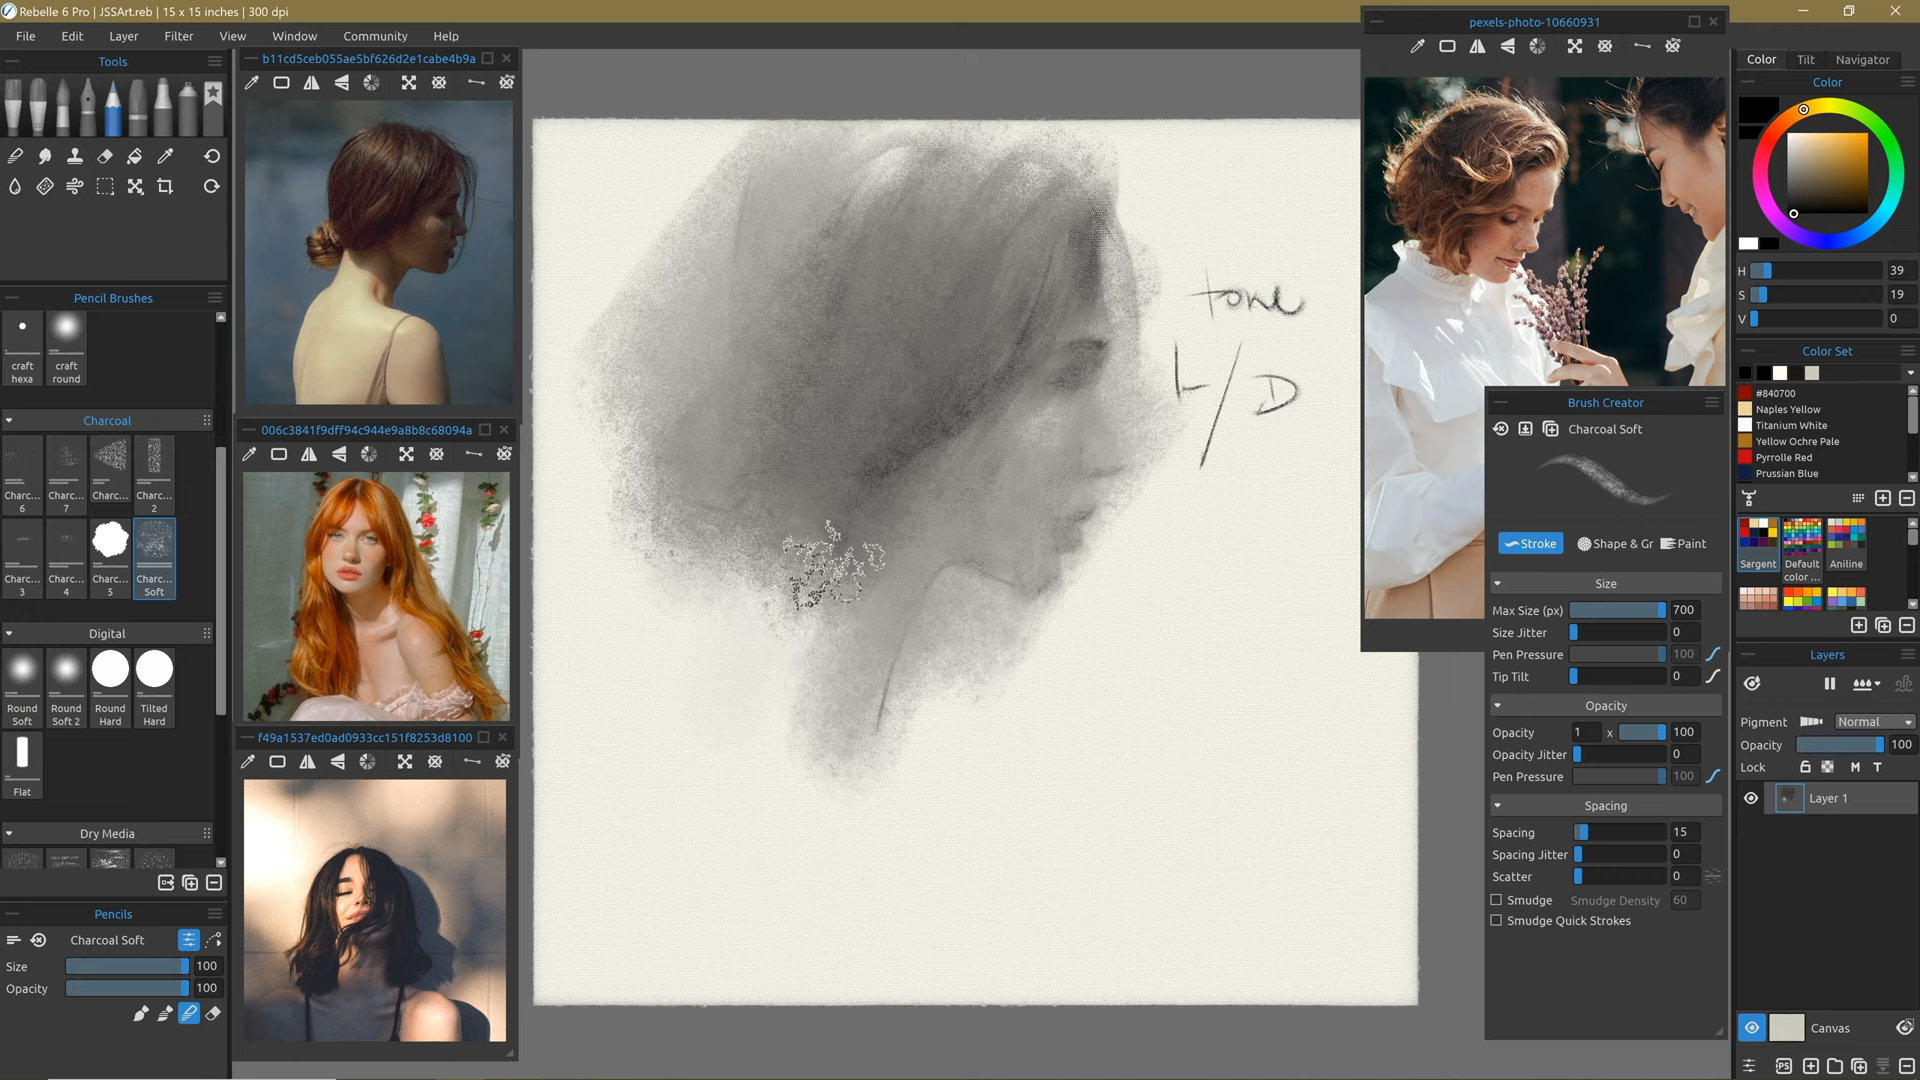 Rebelle 6 Pro | JSSArt.reb | 15 x 15 inches | 300 dpi
File Edit Layer Filter View Window Community Help
Tools
Pencil Brushes
craft hexa
craft round
Charcoal
Charc... 6
Charc... 7
Charc...
Charc... 2
Charc... 3
Charc... 4
Charc... 5
Charc... Soft
Digital
Round Soft
Round Soft 2
Round Hard
Tilted Hard
Flat
Dry Media
Pencils
Charcoal Soft
Size 100
Opacity 100
b11cd5ceb055ae5bf626d2e1cabe4b9a
006c3841f9dff94c944e9a8b8c68094a
f49a1537ed0ad0933cc151f8253d8100
tone
L/D
pexels-photo-10660931
Brush Creator
Charcoal Soft
Stroke Shape & Gr Paint
Size
Max Size (px) 700
Size Jitter 0
Pen Pressure 100
Tip Tilt 0
Opacity
Opacity 1 x 100
Opacity Jitter 0
Pen Pressure 100
Spacing
Spacing 15
Spacing Jitter 0
Scatter 0
Smudge Smudge Density 60
Smudge Quick Strokes
Color Tilt Navigator
Color
H 39
S 19
V 0
Color Set
#840700
Naples Yellow
Titanium White
Yellow Ochre Pale
Pyrrolle Red
Prussian Blue
Sargent
Default color ...
Aniline
Layers
Pigment Normal
Opacity 100
Lock M T
Layer 1
Canvas
PS